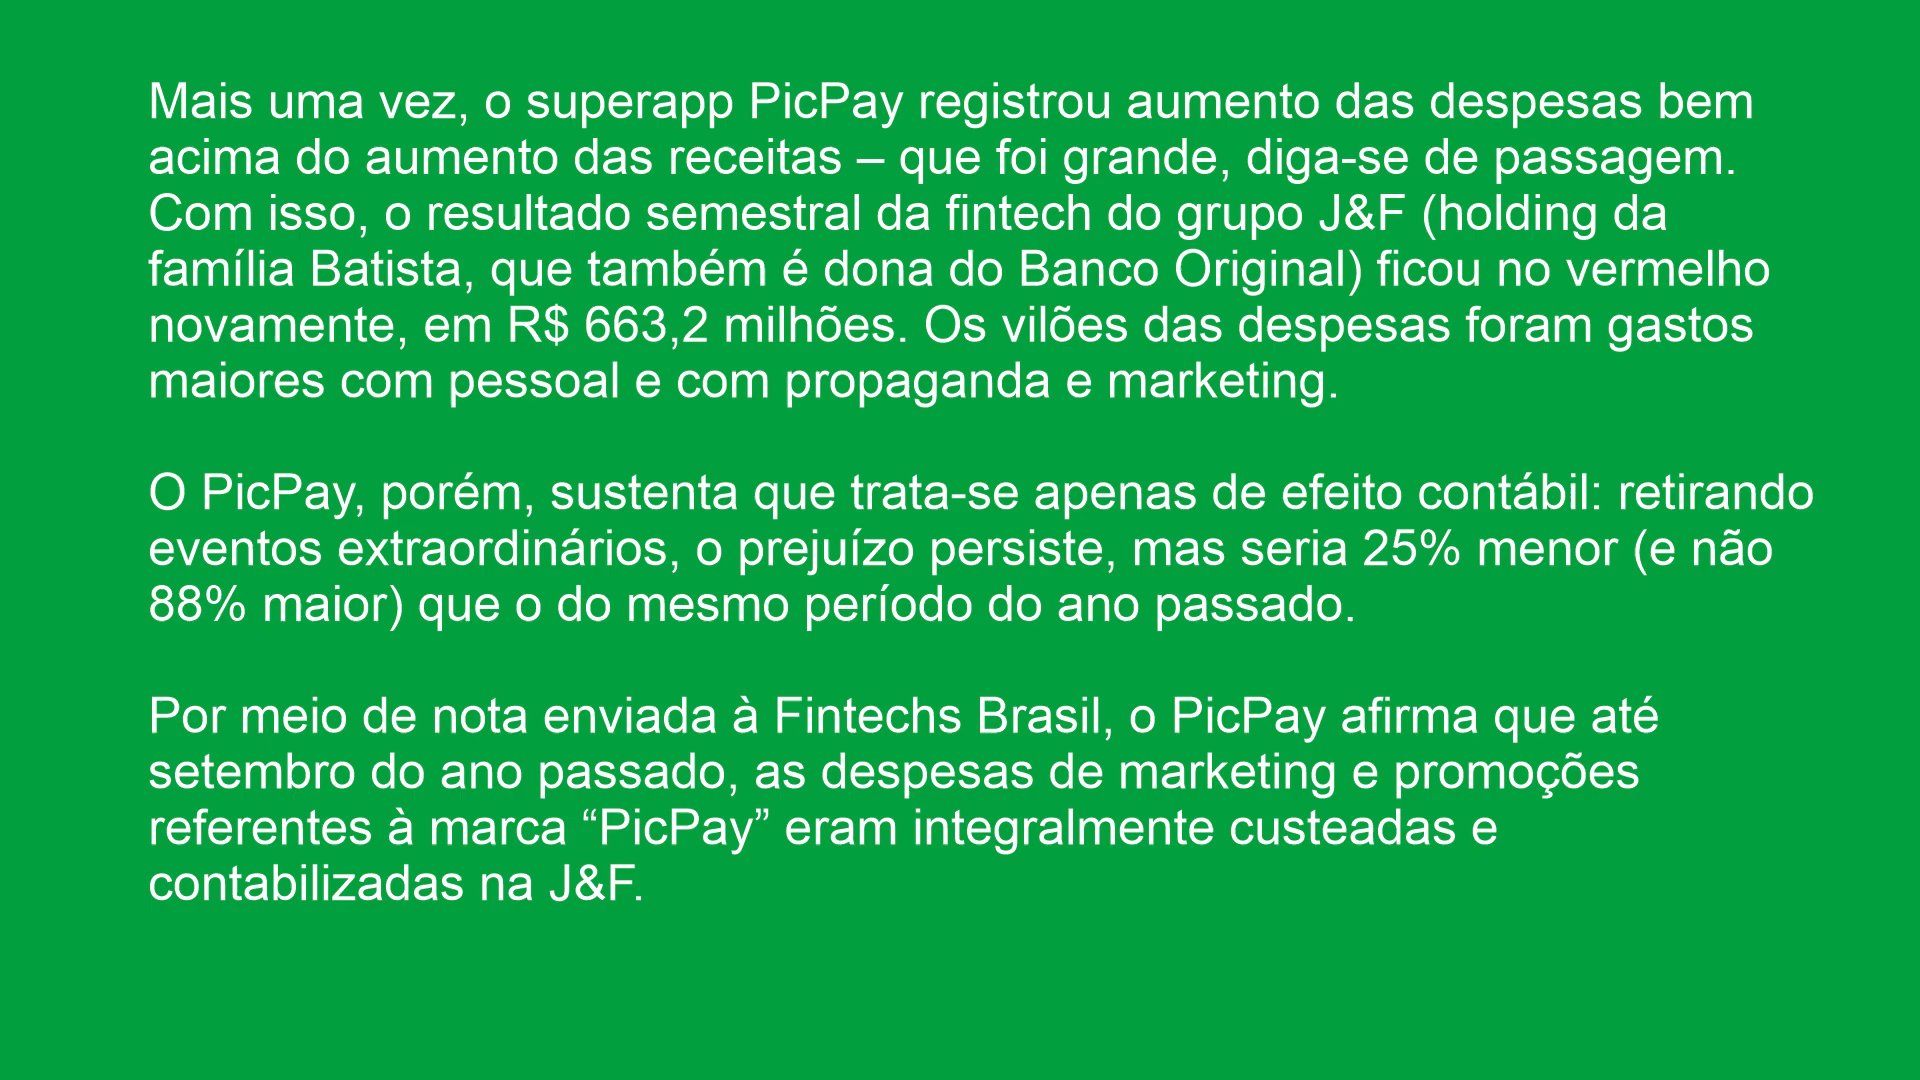 Mais uma vez, o superapp PicPay registrou aumento das despesas bem
acima do aumento das receitas – que foi grande, diga-se de passagem.
Com isso, o resultado semestral da fintech do grupo J&F (holding da
família Batista, que também é dona do Banco Original) ficou no vermelho
novamente, em R$ 663,2 milhões. Os vilões das despesas foram gastos
maiores com pessoal e com propaganda e marketing.
O PicPay, porém, sustenta que trata-se apenas de efeito contábil: retirando
eventos extraordinários, o prejuízo persiste, mas seria 25% menor (e não
88% maior) que o do mesmo período do ano passado.
Por meio de nota enviada à Fintechs Brasil, o PicPay afirma que até
setembro do ano passado, as despesas de marketing e promoções
referentes à marca “PicPay” eram integralmente custeadas e
contabilizadas na J&F.